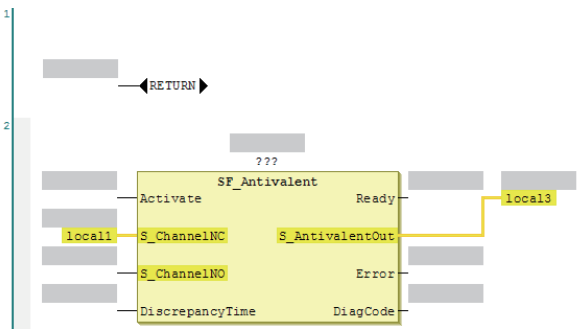 1
RETURN
2
???
SF_Antivalent
Activate Ready
local3
local1 S_ChannelNC S_AntivalentOut
S_ChannelNO Error
DiscrepancyTime DiagCode